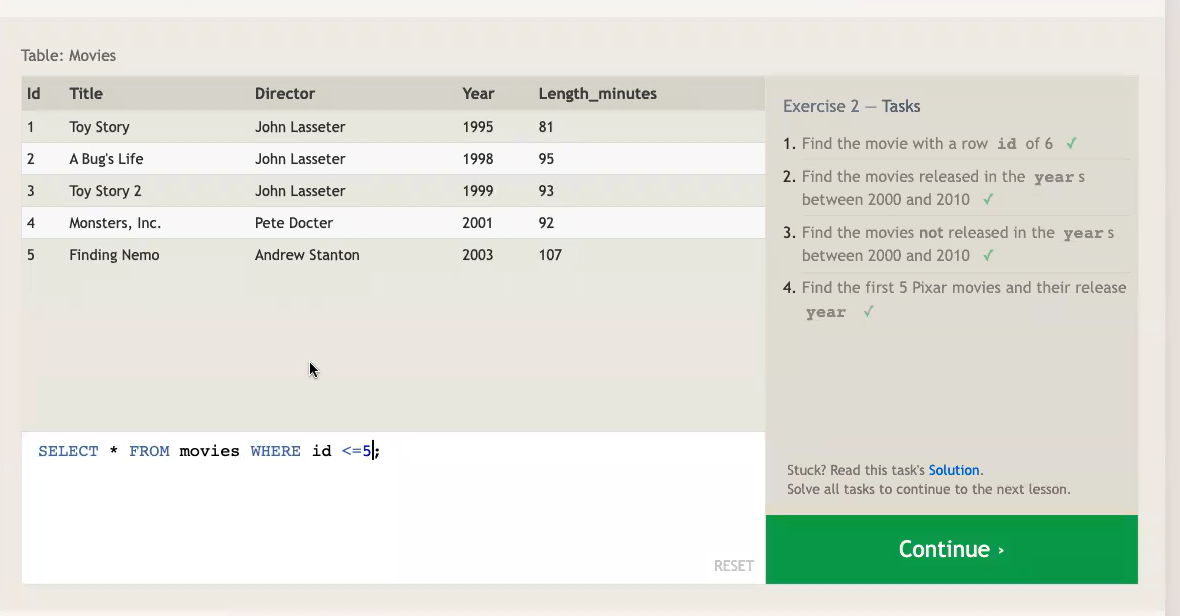 Table: Movies
Id Title Director Year Length_minutes
1 Toy Story John Lasseter 1995 81
2 A Bug's Life John Lasseter 1998 95
3 Toy Story 2 John Lasseter 1999 93
4 Monsters, Inc. Pete Docter 2001 92
5 Finding Nemo Andrew Stanton 2003 107
SELECT * FROM movies WHERE id <=5;
RESET
Exercise 2 — Tasks
1. Find the movie with a row id of 6 ✓
2. Find the movies released in the year s
between 2000 and 2010 ✓
3. Find the movies not released in the year s
between 2000 and 2010 ✓
4. Find the first 5 Pixar movies and their release
year ✓
Stuck? Read this task's Solution.
Solve all tasks to continue to the next lesson.
Continue ›